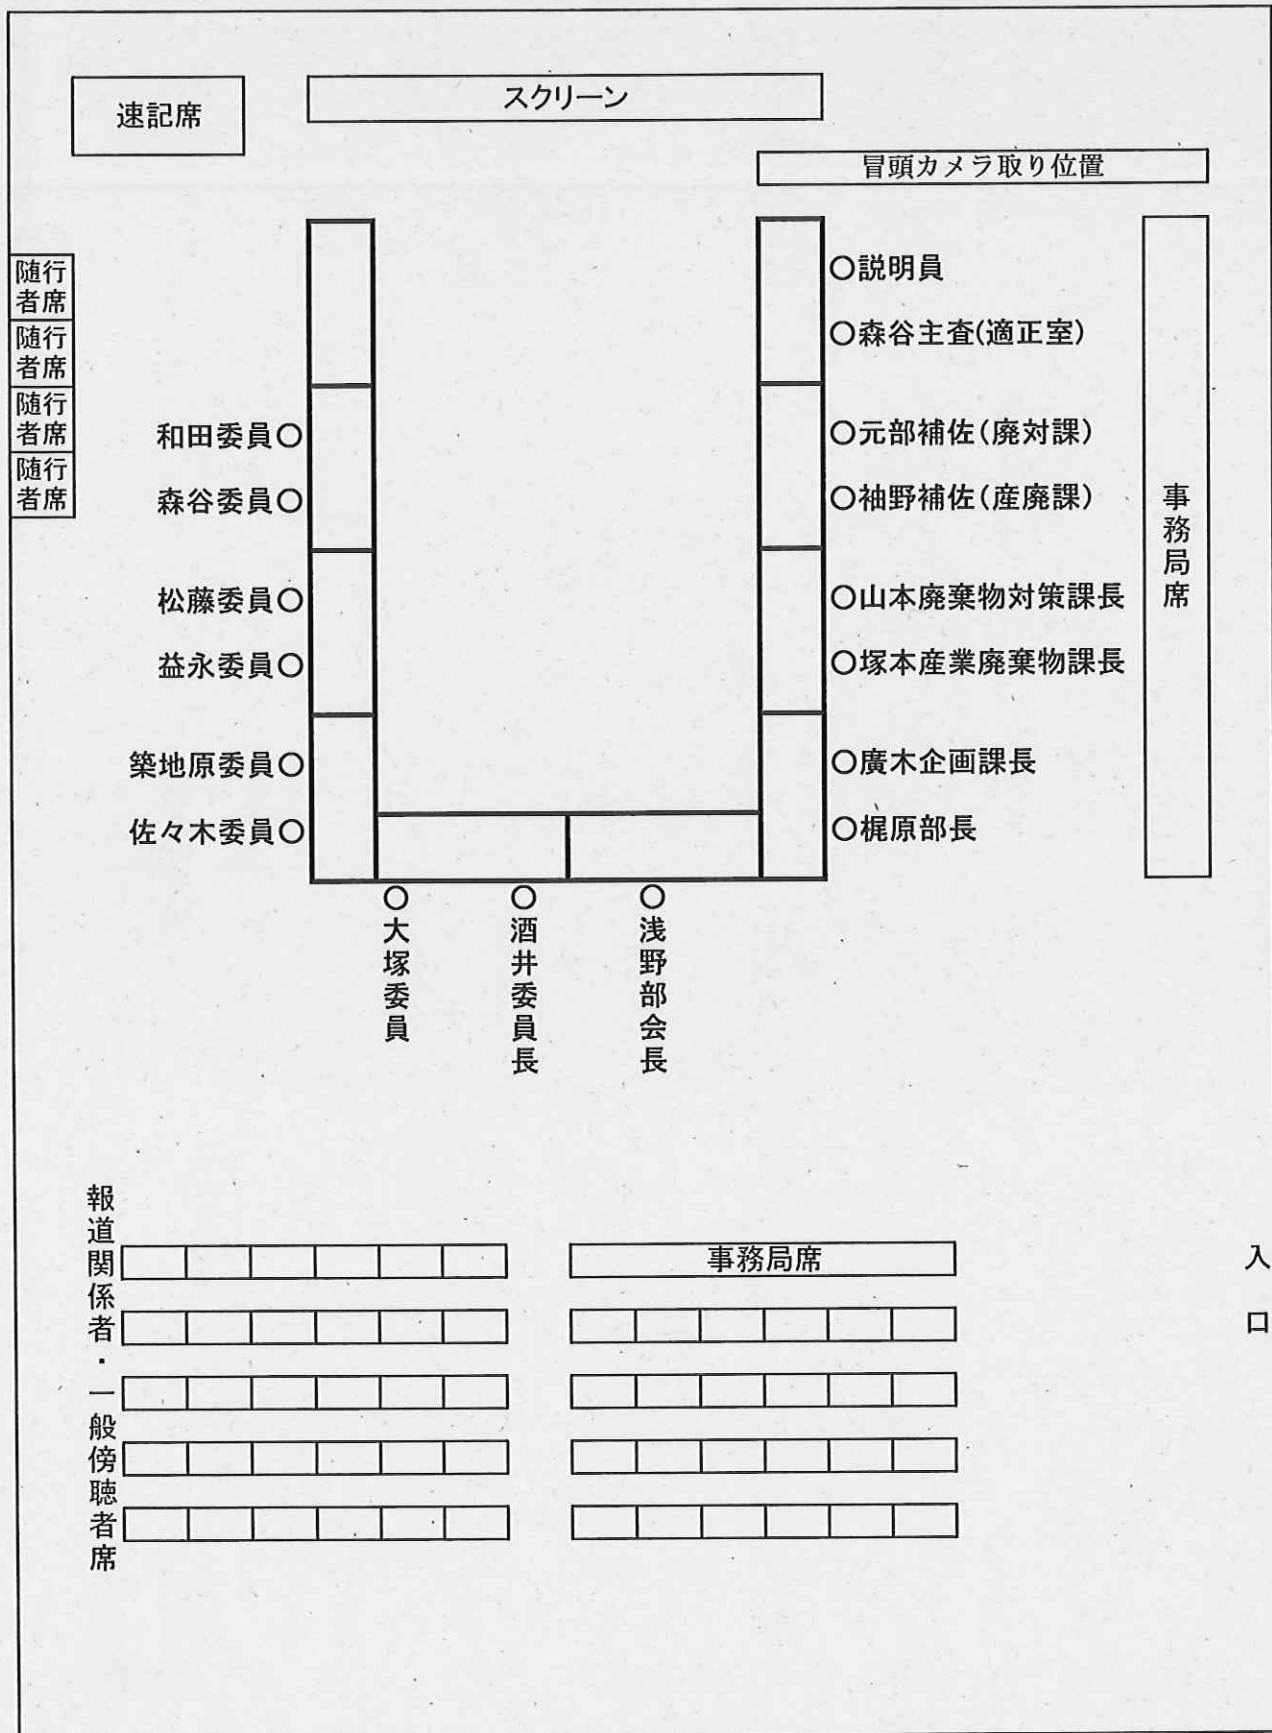 速記席
スクリーン
冒頭カメラ取り位置
随行
者席
随行
者席
随行
者席
随行
者席
和田委員○
森谷委員○
松藤委員○
益永委員○
築地原委員○
佐々木委員○
○説明員
○森谷主査(適正室)
○元部補佐(廃対課)
○袖野補佐(産廃課)
○山本廃棄物対策課長
○塚本産業廃棄物課長
○廣木企画課長
○梶原部長
事務局席
○大塚委員
○酒井委員長
○浅野部会長
報道関係者・一般傍聴者席
事務局席
入口